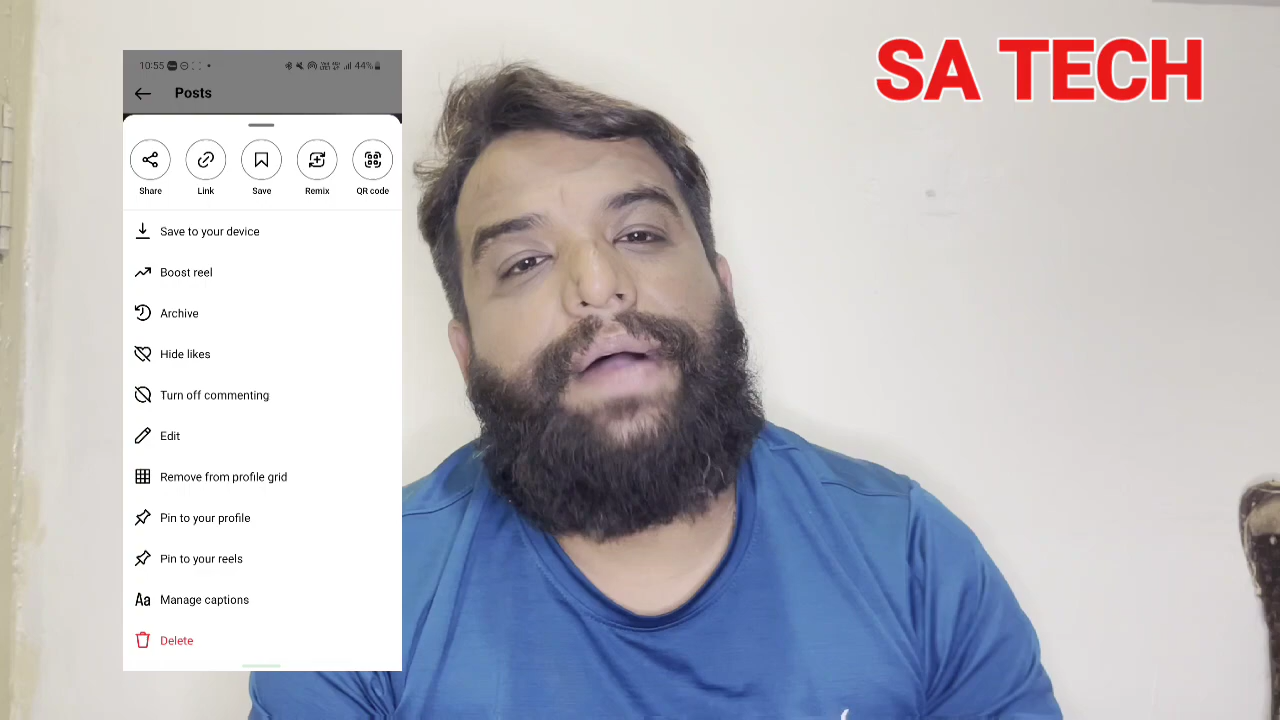 SA TECH
10:55
44%
Posts
Share Link Save Remix QR code
Save to your device
Boost reel
Archive
Hide likes
Turn off commenting
Edit
Remove from profile grid
Pin to your profile
Pin to your reels
Aa Manage captions
Delete